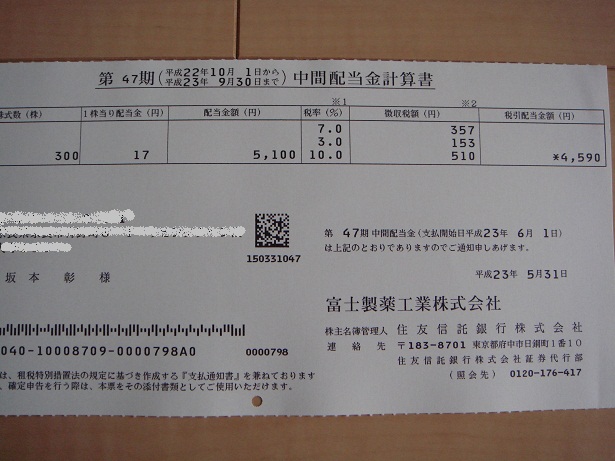 第 47期 (平成22年10月 1日から 平成23年 9月30日まで) 中間配当金計算書
※1 ※2
株式数 (株) 1株当り配当金 (円) 配当金額 (円) 税率 (%) 徴収税額 (円) 税引配当金額 (円)
7.0 357
3.0 153
300 17 5,100 10.0 510 *4,590
第 47期 中間配当金 (支払開始日平成23年 6月 1日)
は上記のとおりでありますのでご通知申しあげます。
150331047
坂本 彰 様
平成23年 5月31日
富士製薬工業株式会社
株主名簿管理人 住友信託銀行株式会社
連絡先 〒183-8701 東京都府中市日鋼町1番10
住友信託銀行株式会社証券代行部
(照会先) 0120-176-417
040-10008709-0000798A0 0000798
は、租税特別措置法の規定に基づき作成する『支払通知書』を兼ねております
、確定申告を行う際は、本票をその添付書類としてご使用いただけます。